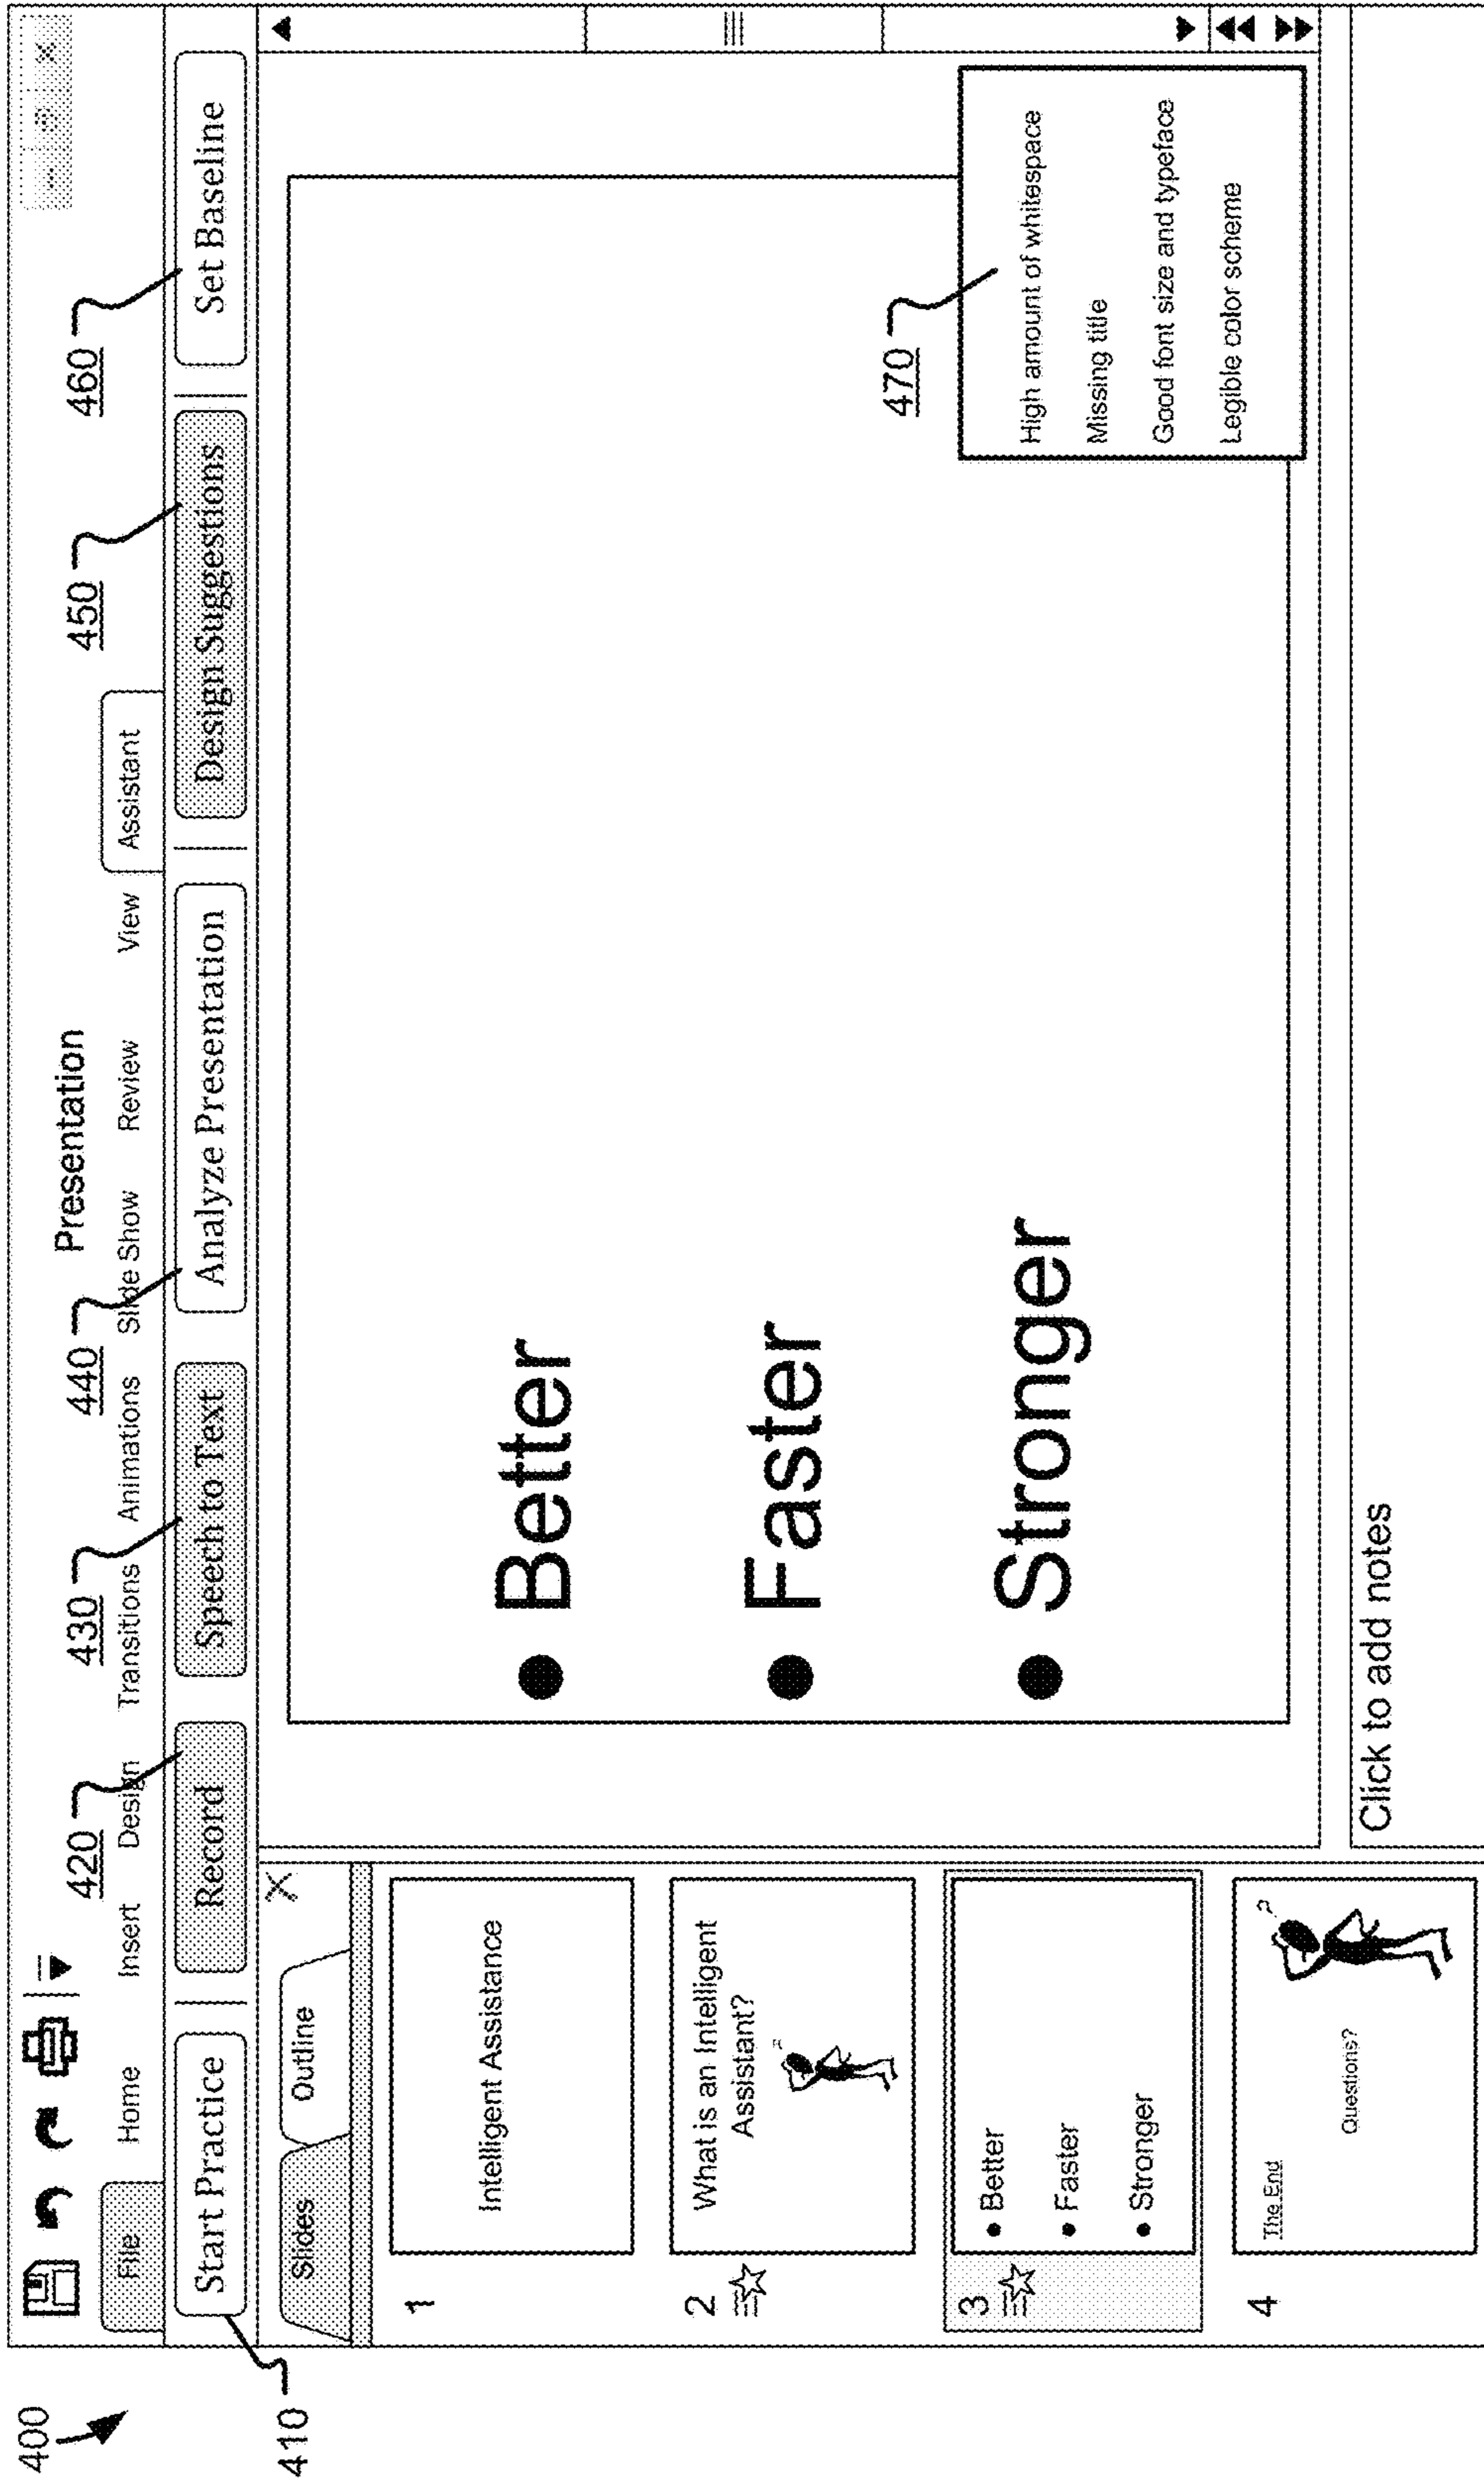 400
Presentation
File Home Insert Design Transitions Animations Slide Show Review View Assistant
410
420
430
440
450
460
Start Practice Record Speech to Text Analyze Presentation Design Suggestions Set Baseline
Slides Outline X
1
Intelligent Assistance
2
What is an Intelligent
Assistant?
3
• Better
• Faster
• Stronger
4
The End
Questions?
• Better
• Faster
• Stronger
470
High amount of whitespace
Missing title
Good font size and typeface
Legible color scheme
Click to add notes